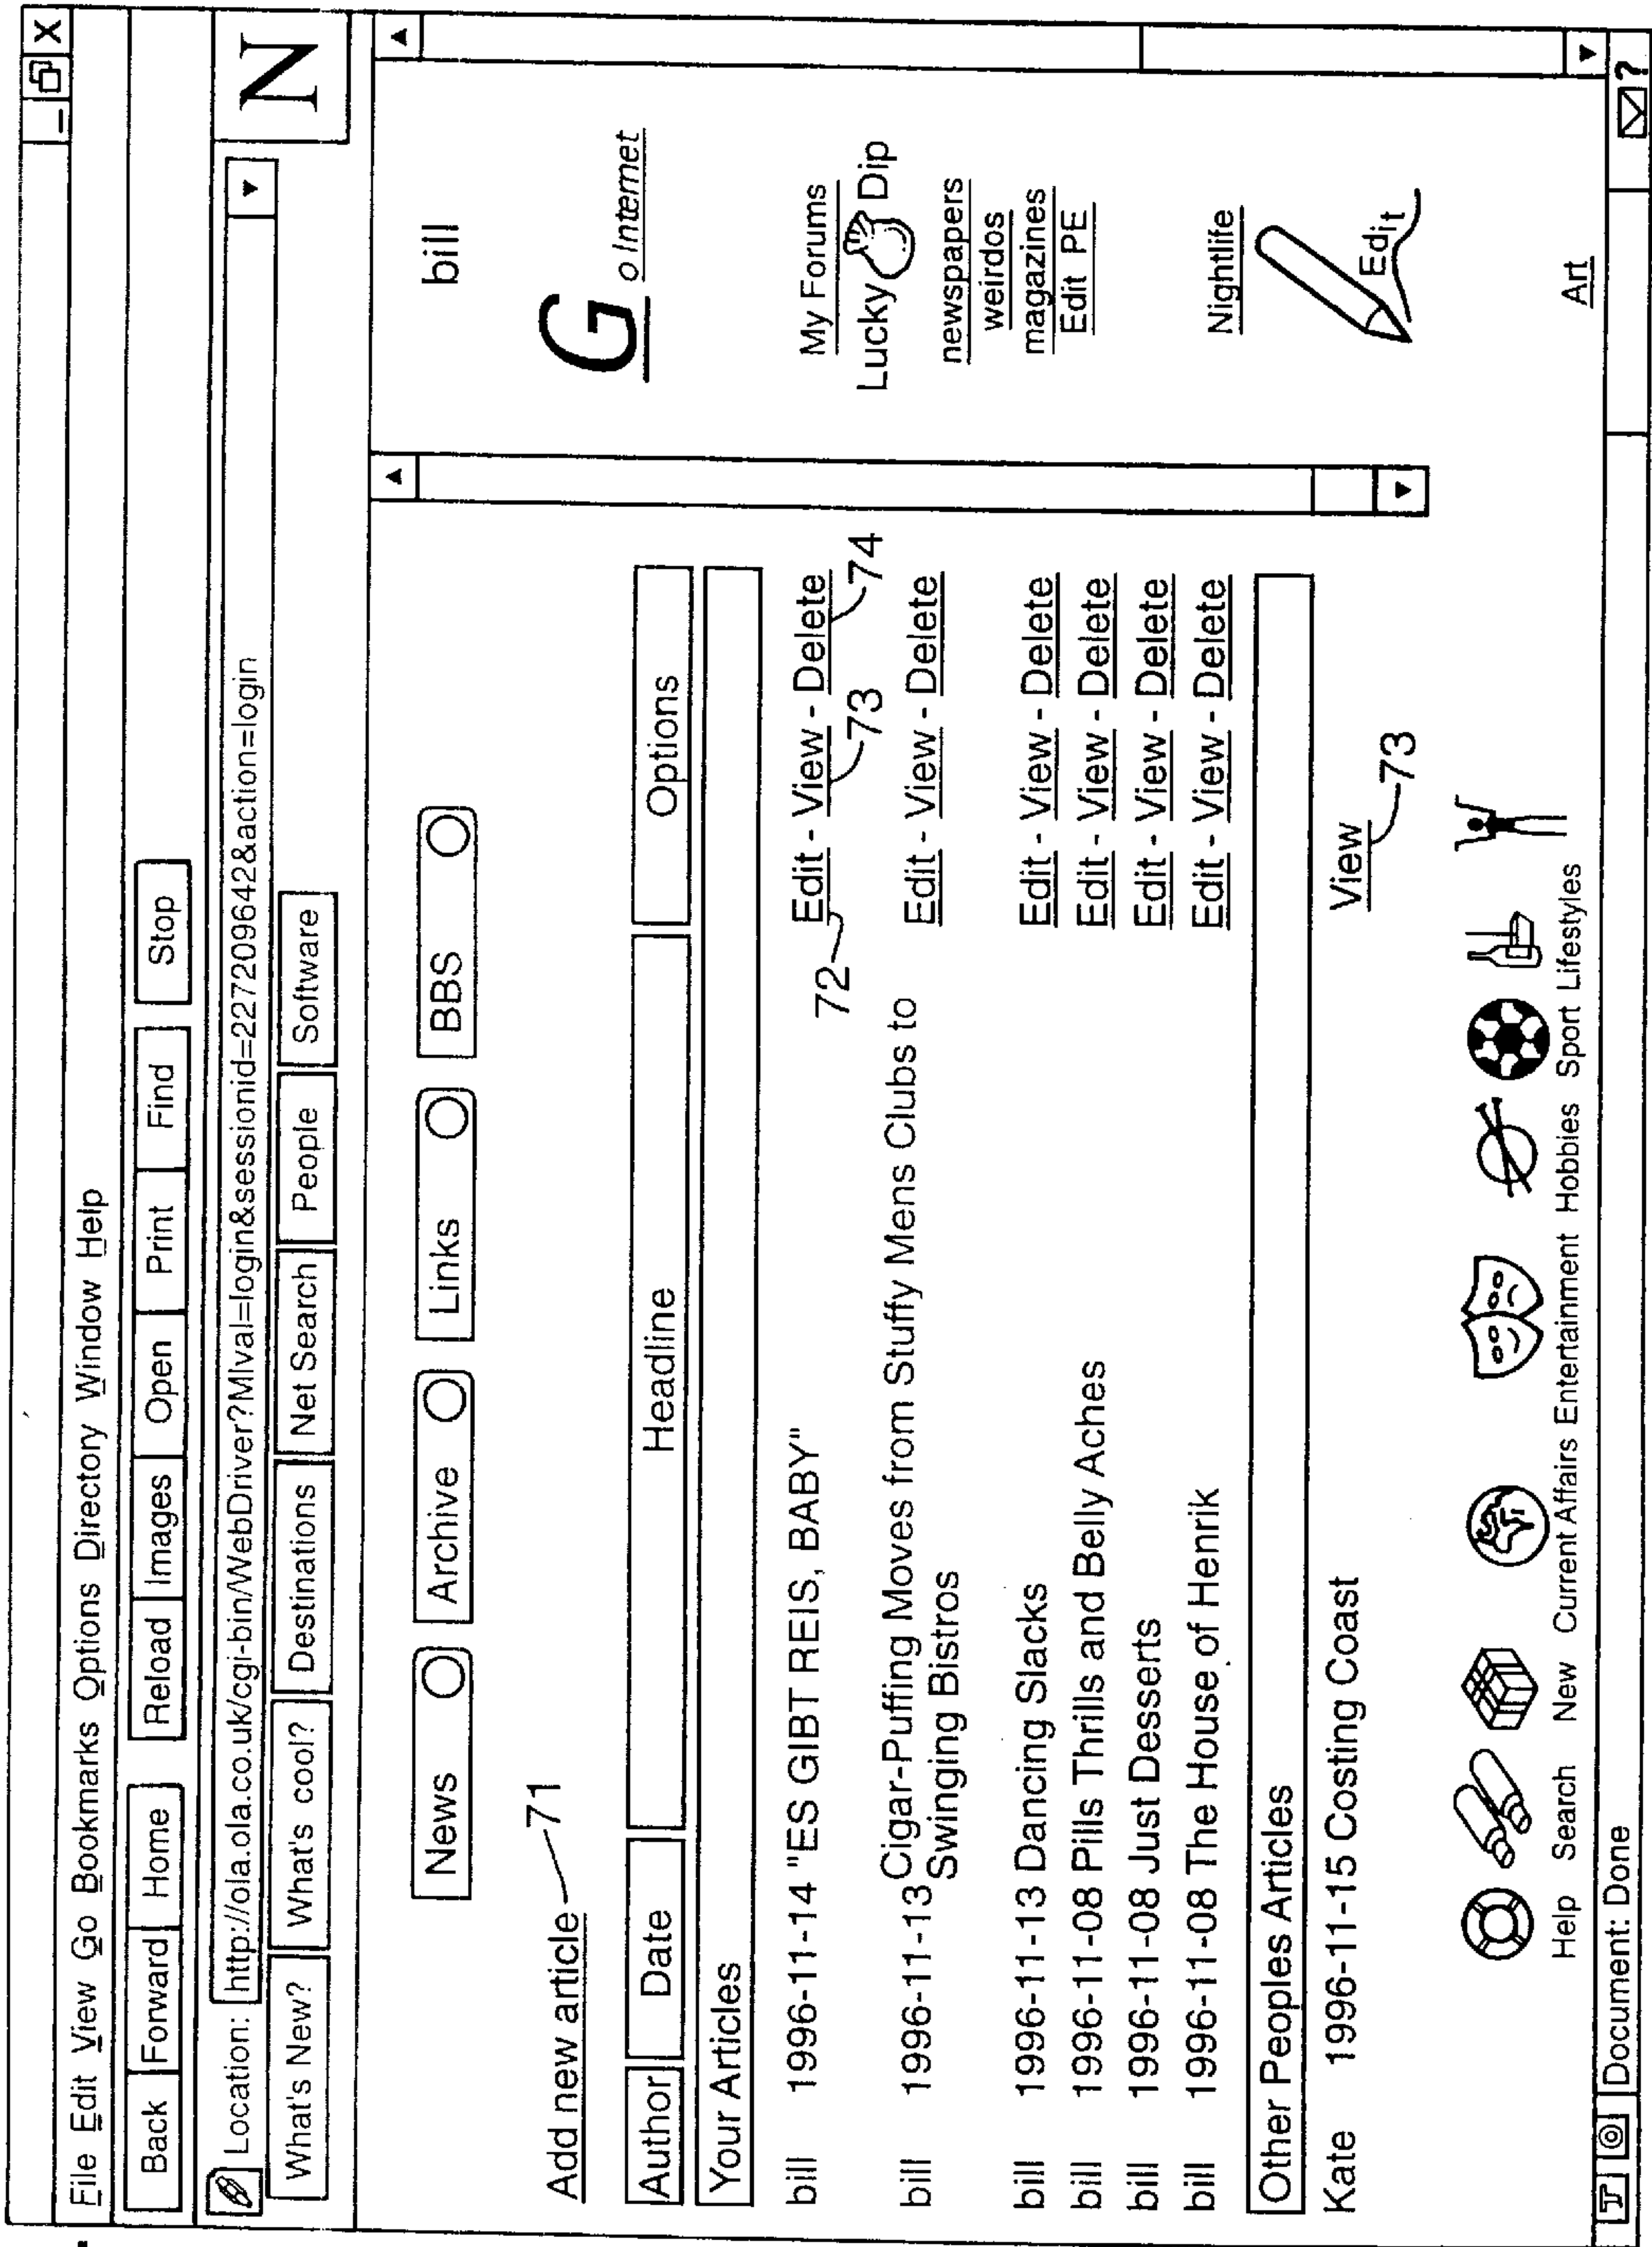 File Edit View Go Bookmarks Options Directory Window Help
Back Forward Home Reload Images Open Print Find Stop
Location: http://ola.ola.co.uk/cgi-bin/WebDriver?MIval=login&sessionid=2272209642&action=login
N
What's New? What's cool? Destinations Net Search People Software
News Archive Links BBS
bill
Add new article 71
Go Internet
Author Date Headline Options
Your Articles
bill 1996-11-14 "ES GIBT REIS, BABY" Edit - View - Delete
72 73 74
bill 1996-11-13 Cigar-Puffing Moves from Stuffy Mens Clubs to Edit - View - Delete
Swinging Bistros
bill 1996-11-13 Dancing Slacks Edit - View - Delete
bill 1996-11-08 Pills Thrills and Belly Aches Edit - View - Delete
bill 1996-11-08 Just Desserts Edit - View - Delete
bill 1996-11-08 The House of Henrik Edit - View - Delete
Other Peoples Articles
Kate 1996-11-15 Costing Coast View
73
My Forums
Lucky Dip
newspapers
weirdos
magazines
Edit PE
Nightlife
Edit
Art
Help Search New Current Affairs Entertainment Hobbies Sport Lifestyles
Document: Done
?